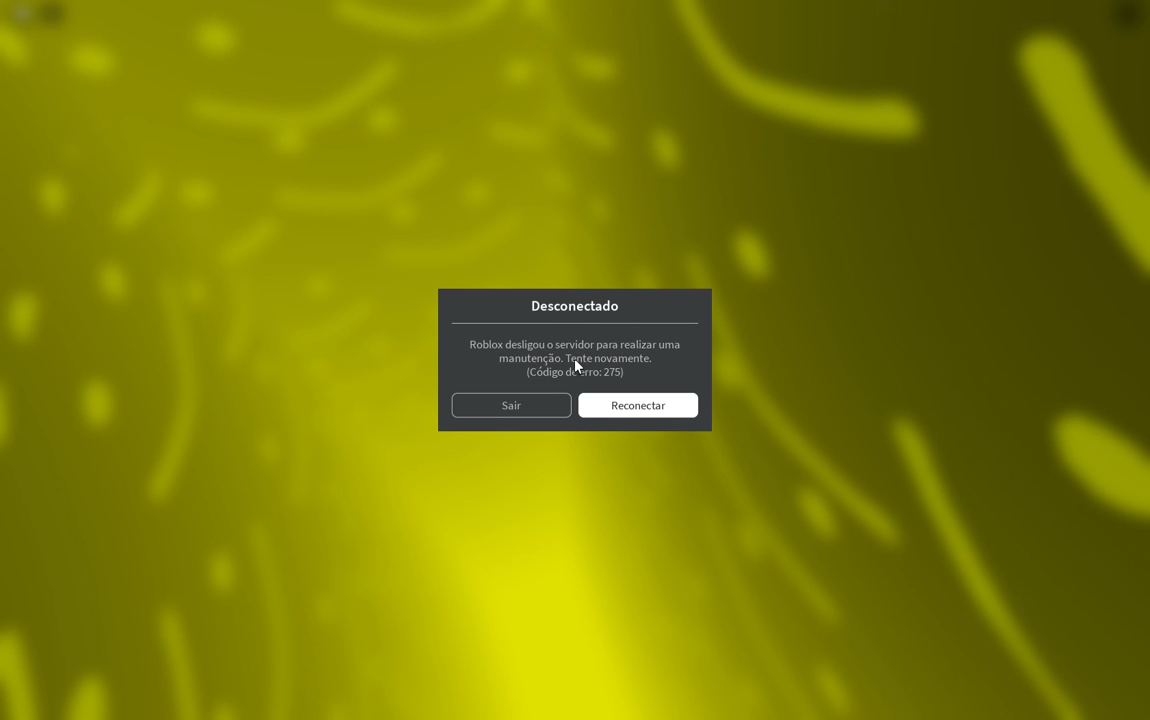 Desconectado
Roblox desligou o servidor para realizar uma
manutenção. Tente novamente.
(Código de erro: 275)
Sair
Reconectar